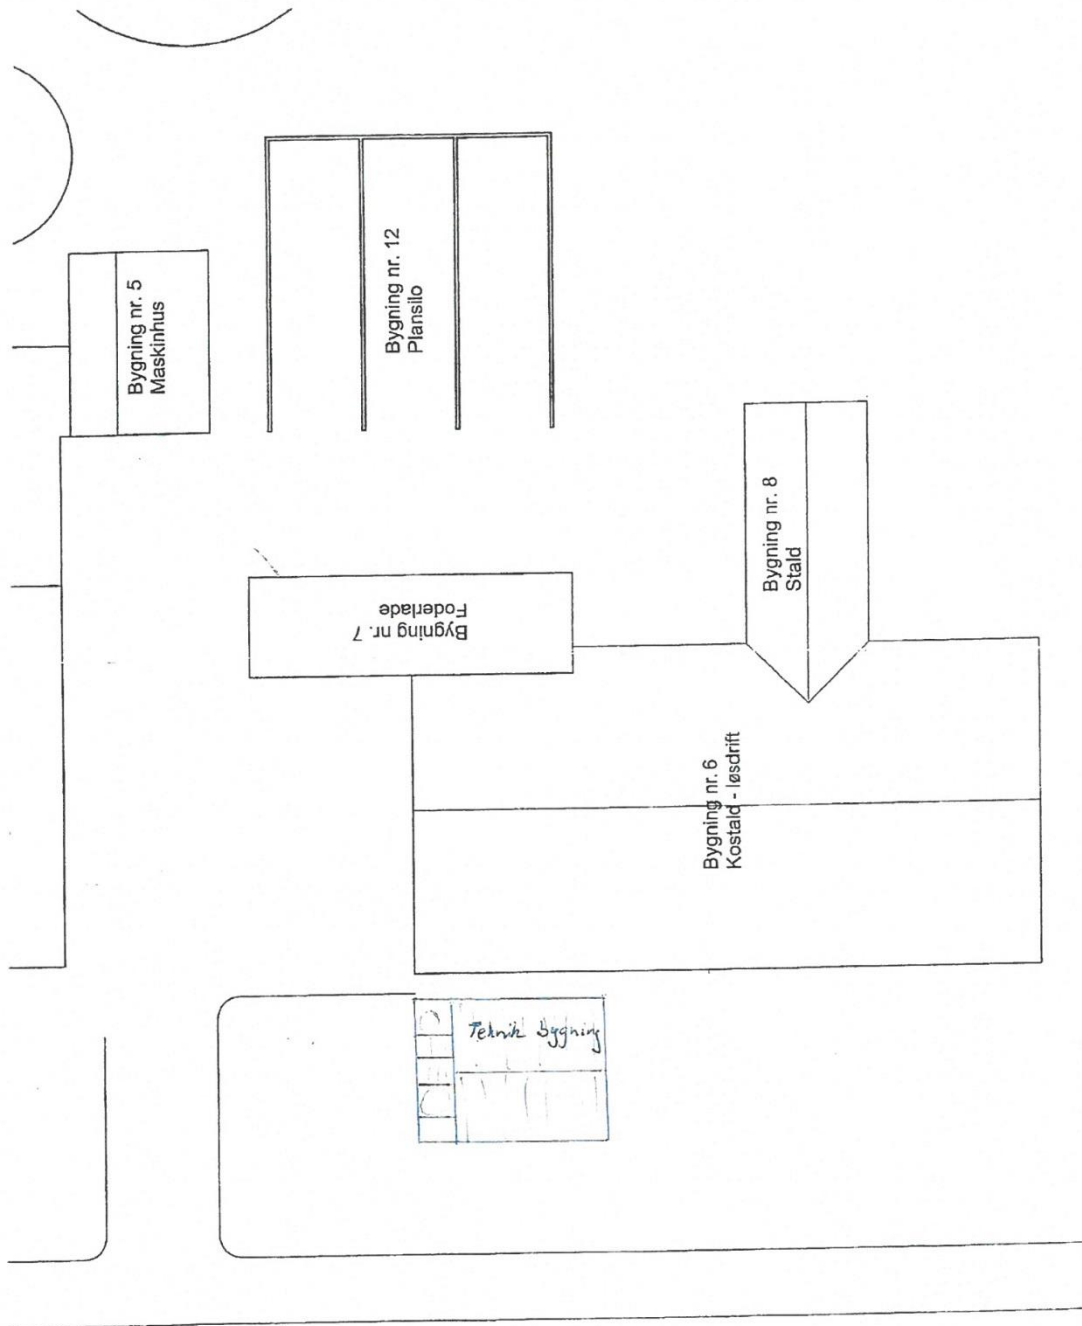 Bygning nr. 5
Maskinhus
Bygning nr. 12
Plansilo
Bygning nr. 8
Stald
Bygning nr. 7
Foderlade
Bygning nr. 6
Kostald - løsdrift
Teknik bygning